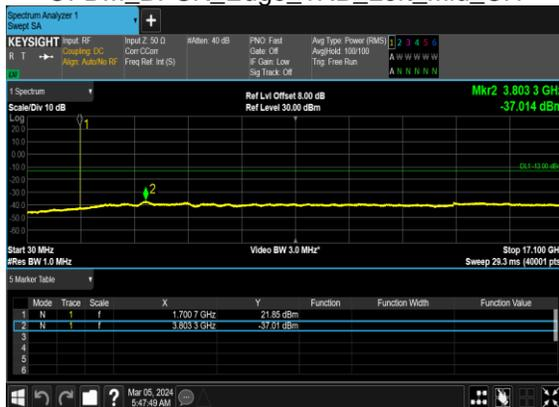 Spectrum Analyzer 1
Swept SA
+
KEYSIGHT Input: RF
R T
Coupling: DC
Align: Auto/No RF
Input Z: 50 Ω
Corr CCorr
Freq Ref: Int (S)
#Atten: 40 dB
PNO: Fast
Gate: Off
IF Gain: Low
Sig Track: Off
Avg Type: Power (RMS)
Avg|Hold: 100/100
Trig: Free Run
1 2 3 4 5 6
A W W W W W
A N N N N N
1 Spectrum
Scale/Div 10 dB
Ref Lvl Offset 8.00 dB
Ref Level 30.00 dBm
Mkr2 3.803 3 GHz
-37.014 dBm
Log
20.0
10.0
0.00
-10.0
-20.0
-30.0
-40.0
-50.0
-60.0
1
2
DL1 -13.00 dBm
Start 30 MHz
#Res BW 1.0 MHz
Video BW 3.0 MHz*
Stop 17.100 GHz
Sweep 29.3 ms (40001 pts)
5 Marker Table
Mode Trace Scale X Y Function Function Width Function Value
1 N 1 f 1.700 7 GHz 21.85 dBm
2 N 1 f 3.803 3 GHz -37.01 dBm
3
4
5
6
?
Mar 05, 2024
5:47:49 AM